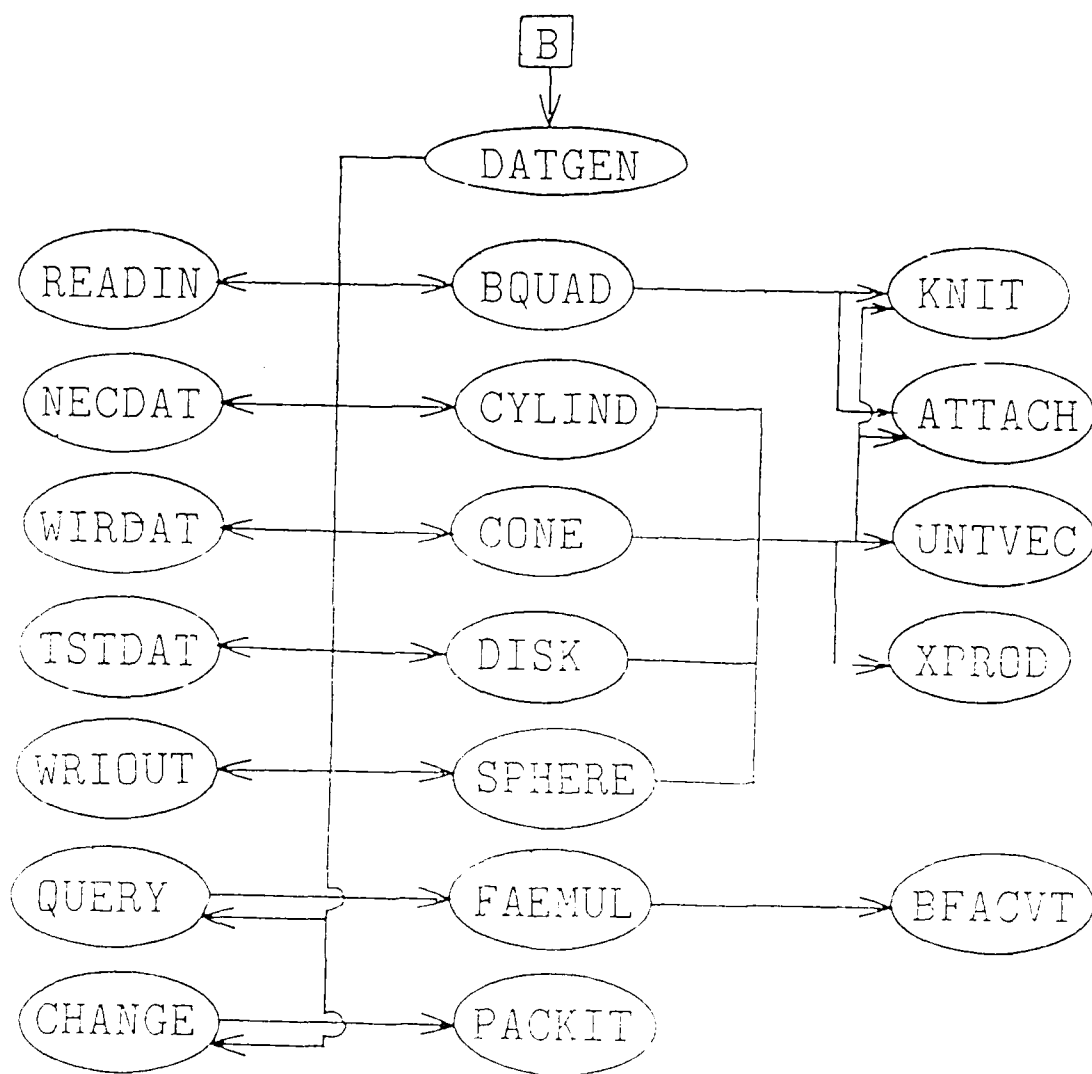 B
DATGEN
READIN BQUAD KNIT
NECDAT CYLIND ATTACH
WIRDAT CONE UNTVEC
TSTDAT DISK XPROD
WRIOUT SPHERE
QUERY FAEMUL BFACVT
CHANGE PACKIT